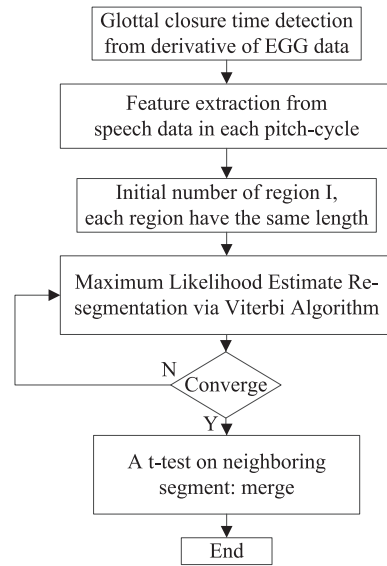 Glottal closure time detection
from derivative of EGG data
Feature extraction from
speech data in each pitch-cycle
Initial number of region I,
each region have the same length
Maximum Likelihood Estimate Re-
segmentation via Viterbi Algorithm
N
Converge
Y
A t-test on neighboring
segment: merge
End